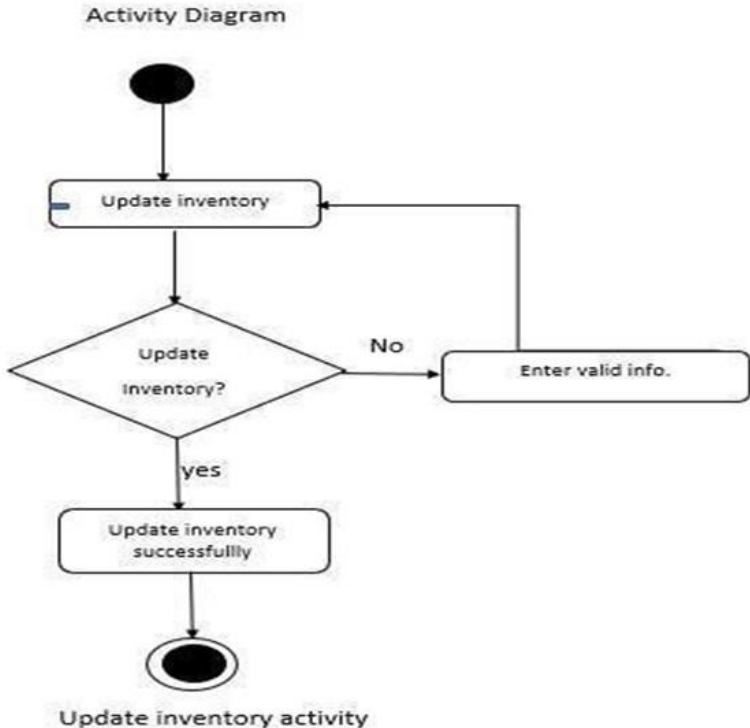 Activity Diagram
Update inventory
Update
Inventory?
No
Enter valid info.
yes
Update inventory
successfullly
Update inventory activity